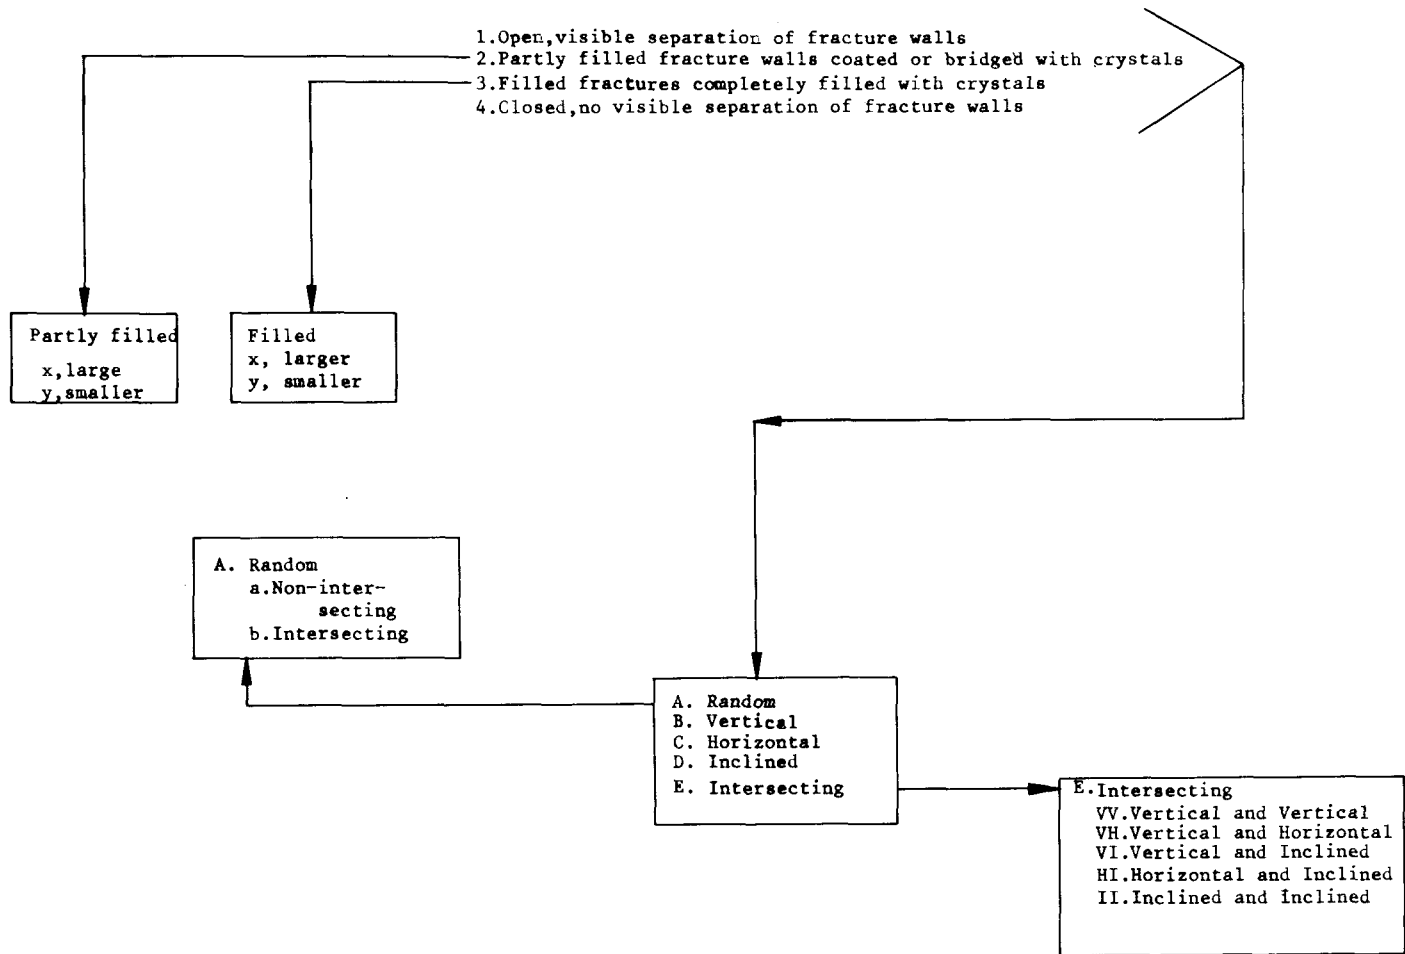 1.Open,visible separation of fracture walls
2.Partly filled fracture walls coated or bridged with crystals
3.Filled fractures completely filled with crystals
4.Closed,no visible separation of fracture walls
Partly filled
x,large
y,smaller
Filled
x, larger
y, smaller
A. Random
a.Non-inter-
secting
b.Intersecting
A. Random
B. Vertical
C. Horizontal
D. Inclined
E. Intersecting
E.Intersecting
VV.Vertical and Vertical
VH.Vertical and Horizontal
VI.Vertical and Inclined
HI.Horizontal and Inclined
II.Inclined and Inclined